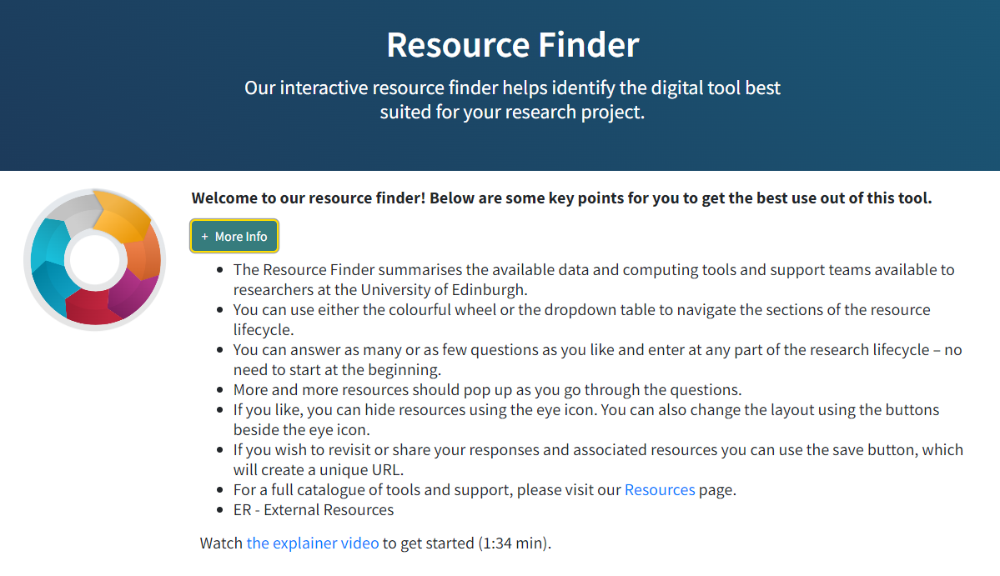 Resource Finder
Our interactive resource finder helps identify the digital tool best
suited for your research project.
Welcome to our resource finder! Below are some key points for you to get the best use out of this tool.
+ More Info
• The Resource Finder summarises the available data and computing tools and support teams available to
researchers at the University of Edinburgh.
• You can use either the colourful wheel or the dropdown table to navigate the sections of the resource
lifecycle.
• You can answer as many or as few questions as you like and enter at any part of the research lifecycle – no
need to start at the beginning.
• More and more resources should pop up as you go through the questions.
• If you like, you can hide resources using the eye icon. You can also change the layout using the buttons
beside the eye icon.
• If you wish to revisit or share your responses and associated resources you can use the save button, which
will create a unique URL.
• For a full catalogue of tools and support, please visit our Resources page.
• ER - External Resources
Watch the explainer video to get started (1:34 min).